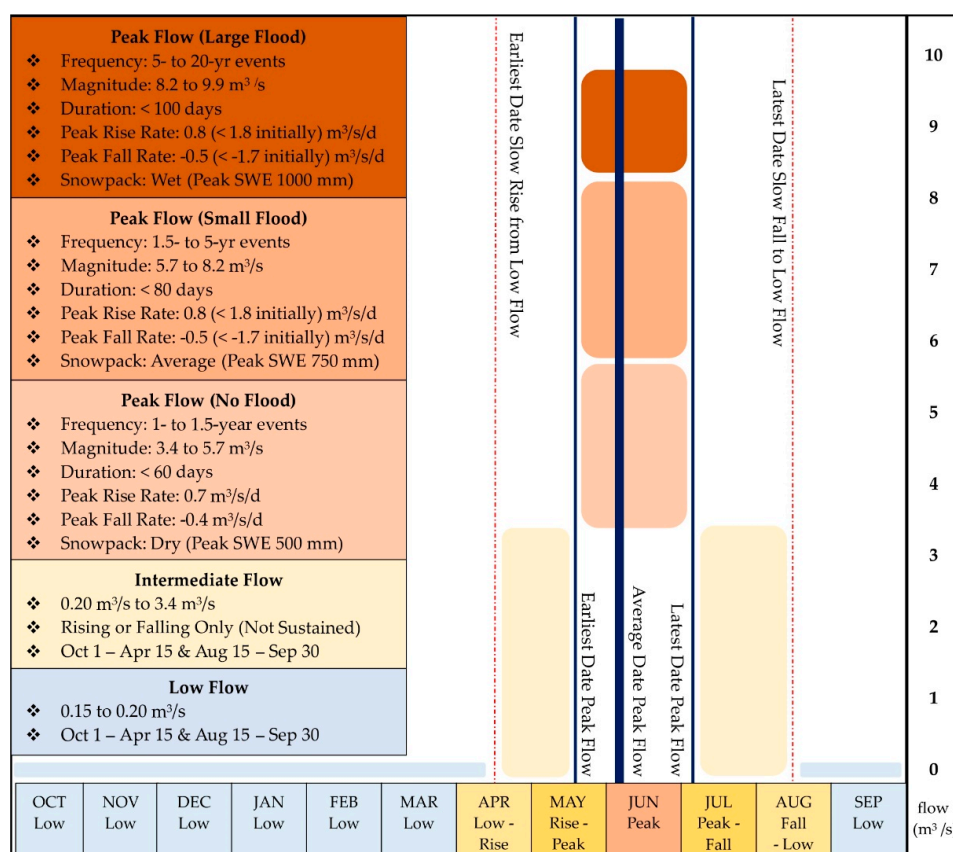 Peak Flow (Large Flood)
❖ Frequency: 5- to 20-yr events
❖ Magnitude: 8.2 to 9.9 m³ /s
❖ Duration: < 100 days
❖ Peak Rise Rate: 0.8 (< 1.8 initially) m³/s/d
❖ Peak Fall Rate: -0.5 (< -1.7 initially) m³/s/d
❖ Snowpack: Wet (Peak SWE 1000 mm)
Peak Flow (Small Flood)
❖ Frequency: 1.5- to 5-yr events
❖ Magnitude: 5.7 to 8.2 m³/s
❖ Duration: < 80 days
❖ Peak Rise Rate: 0.8 (< 1.8 initially) m³/s/d
❖ Peak Fall Rate: -0.5 (< -1.7 initially) m³/s/d
❖ Snowpack: Average (Peak SWE 750 mm)
Peak Flow (No Flood)
❖ Frequency: 1- to 1.5-year events
❖ Magnitude: 3.4 to 5.7 m³/s
❖ Duration: < 60 days
❖ Peak Rise Rate: 0.7 m³/s/d
❖ Peak Fall Rate: -0.4 m³/s/d
❖ Snowpack: Dry (Peak SWE 500 mm)
Intermediate Flow
❖ 0.20 m³/s to 3.4 m³/s
❖ Rising or Falling Only (Not Sustained)
❖ Oct 1 – Apr 15 & Aug 15 – Sep 30
Low Flow
❖ 0.15 to 0.20 m³/s
❖ Oct 1 – Apr 15 & Aug 15 – Sep 30
Earliest Date Slow Rise from Low Flow
Earliest Date Peak Flow
Average Date Peak Flow
Latest Date Peak Flow
Latest Date Slow Fall to Low Flow
10
9
8
7
6
5
4
3
2
1
0
flow
(m³/s)
OCT
Low
NOV
Low
DEC
Low
JAN
Low
FEB
Low
MAR
Low
APR
Low -
Rise
MAY
Rise -
Peak
JUN
Peak
JUL
Peak -
Fall
AUG
Fall
- Low
SEP
Low